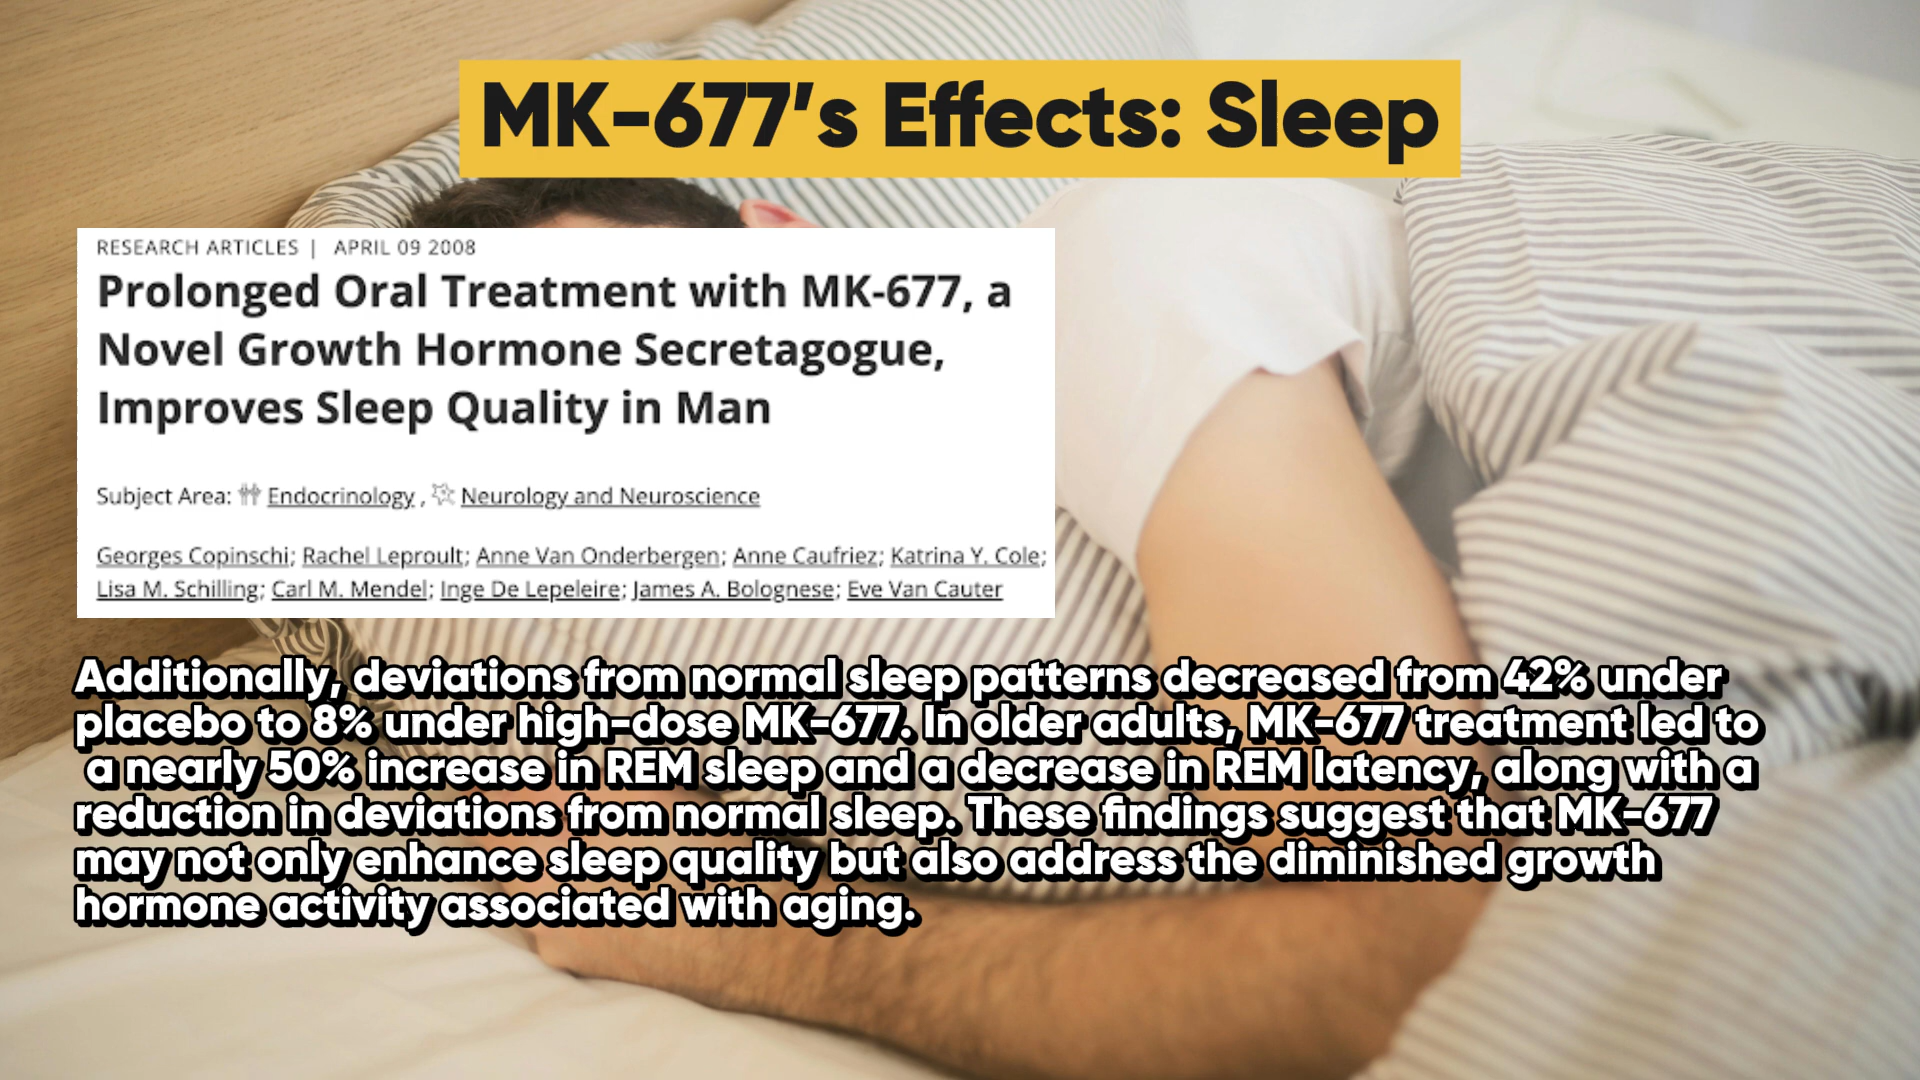 MK-677’s Effects: Sleep
RESEARCH ARTICLES | APRIL 09 2008
Prolonged Oral Treatment with MK-677, a
Novel Growth Hormone Secretagogue,
Improves Sleep Quality in Man
Subject Area: Endocrinology, Neurology and Neuroscience
Georges Copinschi; Rachel Leproult; Anne Van Onderbergen; Anne Caufriez; Katrina Y. Cole;
Lisa M. Schilling; Carl M. Mendel; Inge De Lepeleire; James A. Bolognese; Eve Van Cauter
Additionally, deviations from normal sleep patterns decreased from 42% under
placebo to 8% under high-dose MK-677. In older adults, MK-677 treatment led to
a nearly 50% increase in REM sleep and a decrease in REM latency, along with a
reduction in deviations from normal sleep. These findings suggest that MK-677
may not only enhance sleep quality but also address the diminished growth
hormone activity associated with aging.